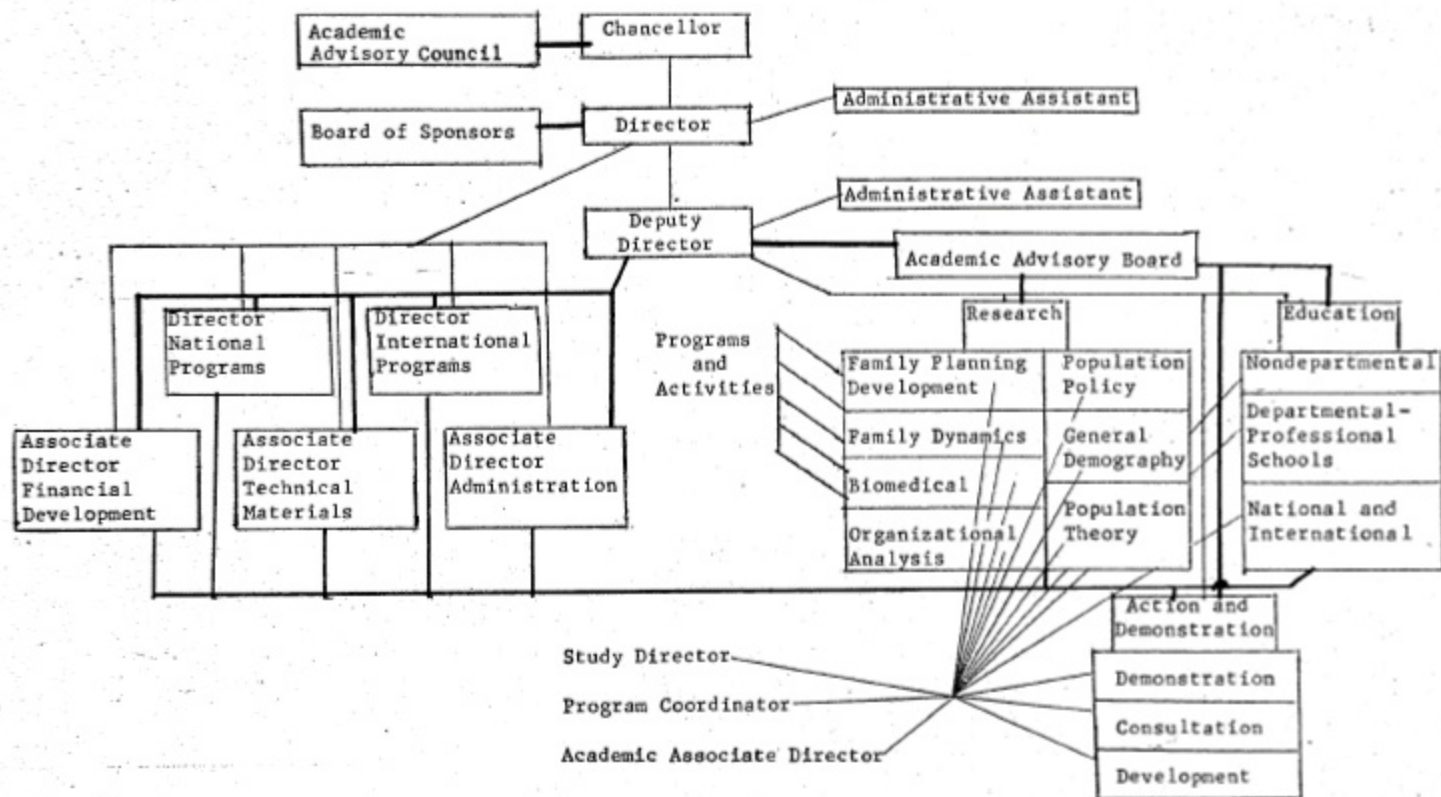 Academic
Advisory Council
Chancellor
Administrative Assistant
Board of Sponsors
Director
Administrative Assistant
Deputy
Director
Academic Advisory Board
Director
National
Programs
Director
International
Programs
Associate
Director
Financial
Development
Associate
Director
Technical
Materials
Associate
Director
Administration
Programs
and
Activities
Research
Family Planning
Development
Family Dynamics
Biomedical
Organizational
Analysis
Population
Policy
General
Demography
Population
Theory
Education
Nondepartmental
Departmental-
Professional
Schools
National and
International
Action and
Demonstration
Demonstration
Consultation
Development
Study Director
Program Coordinator
Academic Associate Director